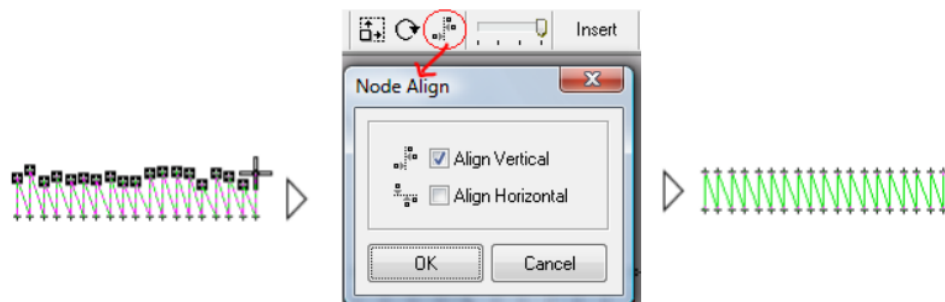 Insert
Node Align
Align Vertical
Align Horizontal
OK
Cancel